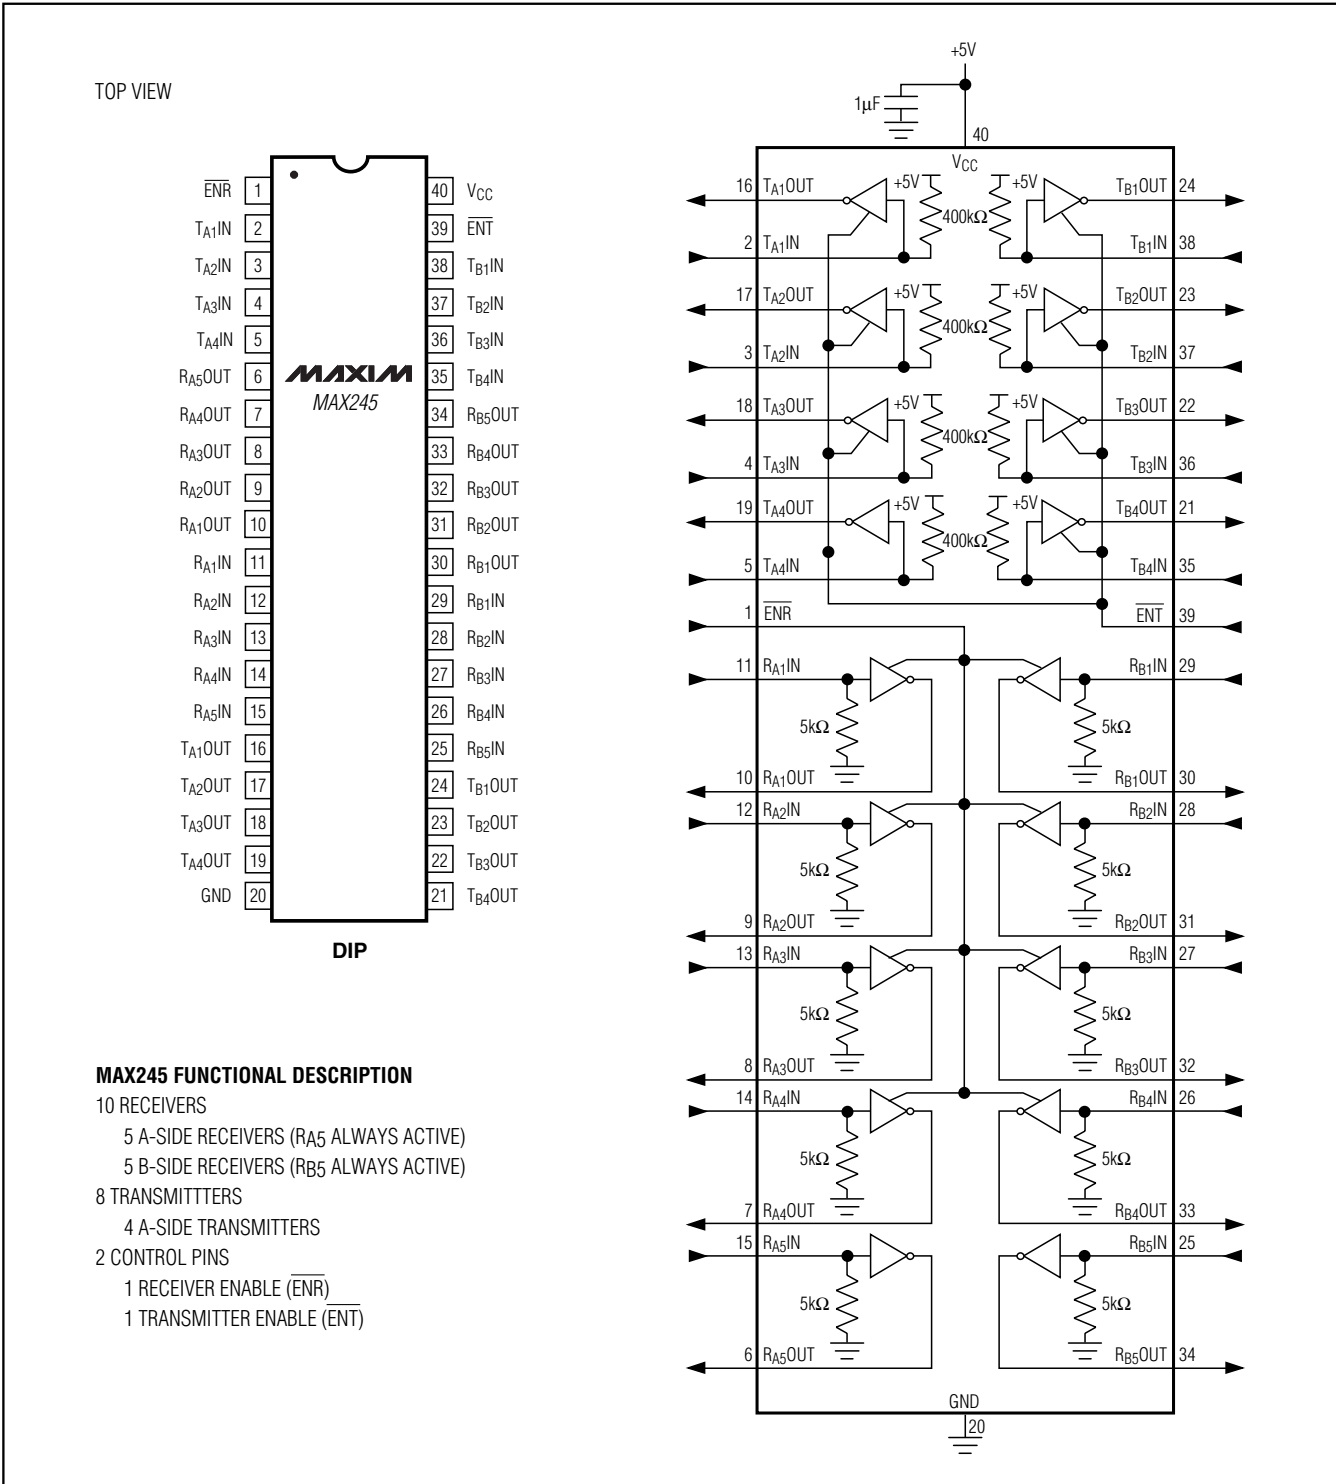 TOP VIEW
ENR 1
TA1IN 2
TA2IN 3
TA3IN 4
TA4IN 5
RA5OUT 6
RA4OUT 7
RA3OUT 8
RA2OUT 9
RA1OUT 10
RA1IN 11
RA2IN 12
RA3IN 13
RA4IN 14
RA5IN 15
TA1OUT 16
TA2OUT 17
TA3OUT 18
TA4OUT 19
GND 20
MAXIM
MAX245
40 VCC
39 ENT
38 TB1IN
37 TB2IN
36 TB3IN
35 TB4IN
34 RB5OUT
33 RB4OUT
32 RB3OUT
31 RB2OUT
30 RB1OUT
29 RB1IN
28 RB2IN
27 RB3IN
26 RB4IN
25 RB5IN
24 TB1OUT
23 TB2OUT
22 TB3OUT
21 TB4OUT
DIP
MAX245 FUNCTIONAL DESCRIPTION
10 RECEIVERS
5 A-SIDE RECEIVERS (RA5 ALWAYS ACTIVE)
5 B-SIDE RECEIVERS (RB5 ALWAYS ACTIVE)
8 TRANSMITTTERS
4 A-SIDE TRANSMITTERS
2 CONTROL PINS
1 RECEIVER ENABLE (ENR)
1 TRANSMITTER ENABLE (ENT)
+5V
1µF
40
VCC
16 TA1OUT +5V +5V TB1OUT 24
400kΩ
2 TA1IN TB1IN 38
17 TA2OUT +5V +5V TB2OUT 23
400kΩ
3 TA2IN TB2IN 37
18 TA3OUT +5V +5V TB3OUT 22
400kΩ
4 TA3IN TB3IN 36
19 TA4OUT +5V +5V TB4OUT 21
400kΩ
5 TA4IN TB4IN 35
1 ENR ENT 39
11 RA1IN RB1IN 29
5kΩ 5kΩ
10 RA1OUT RB1OUT 30
12 RA2IN RB2IN 28
5kΩ 5kΩ
9 RA2OUT RB2OUT 31
13 RA3IN RB3IN 27
5kΩ 5kΩ
8 RA3OUT RB3OUT 32
14 RA4IN RB4IN 26
5kΩ 5kΩ
7 RA4OUT RB4OUT 33
15 RA5IN RB5IN 25
5kΩ 5kΩ
6 RA5OUT RB5OUT 34
GND
20